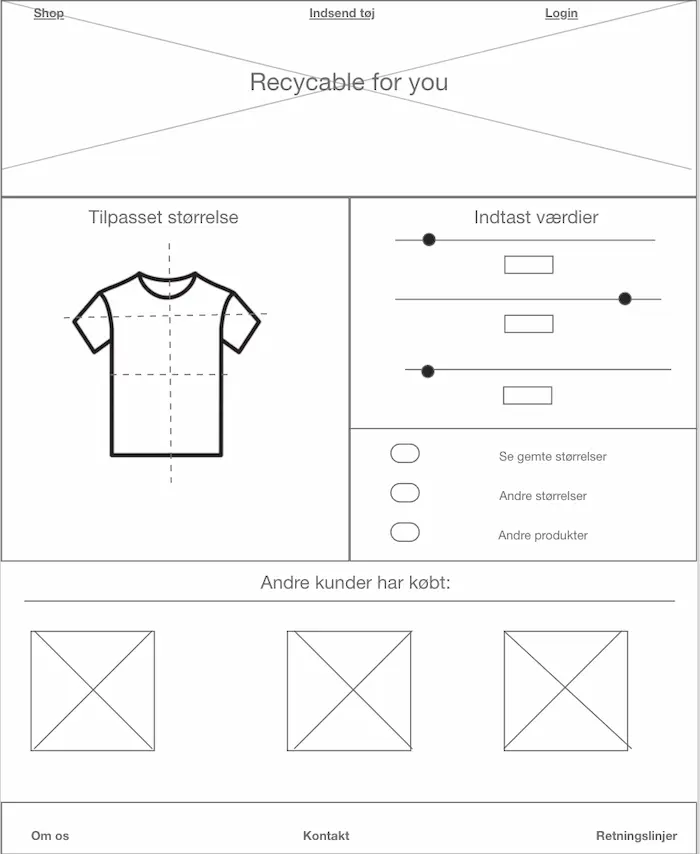 Shop
Indsend tøj
Login
Recycable for you
Tilpasset størrelse
Indtast værdier
Se gemte størrelser
Andre størrelser
Andre produkter
Andre kunder har købt:
Om os
Kontakt
Retningslinjer